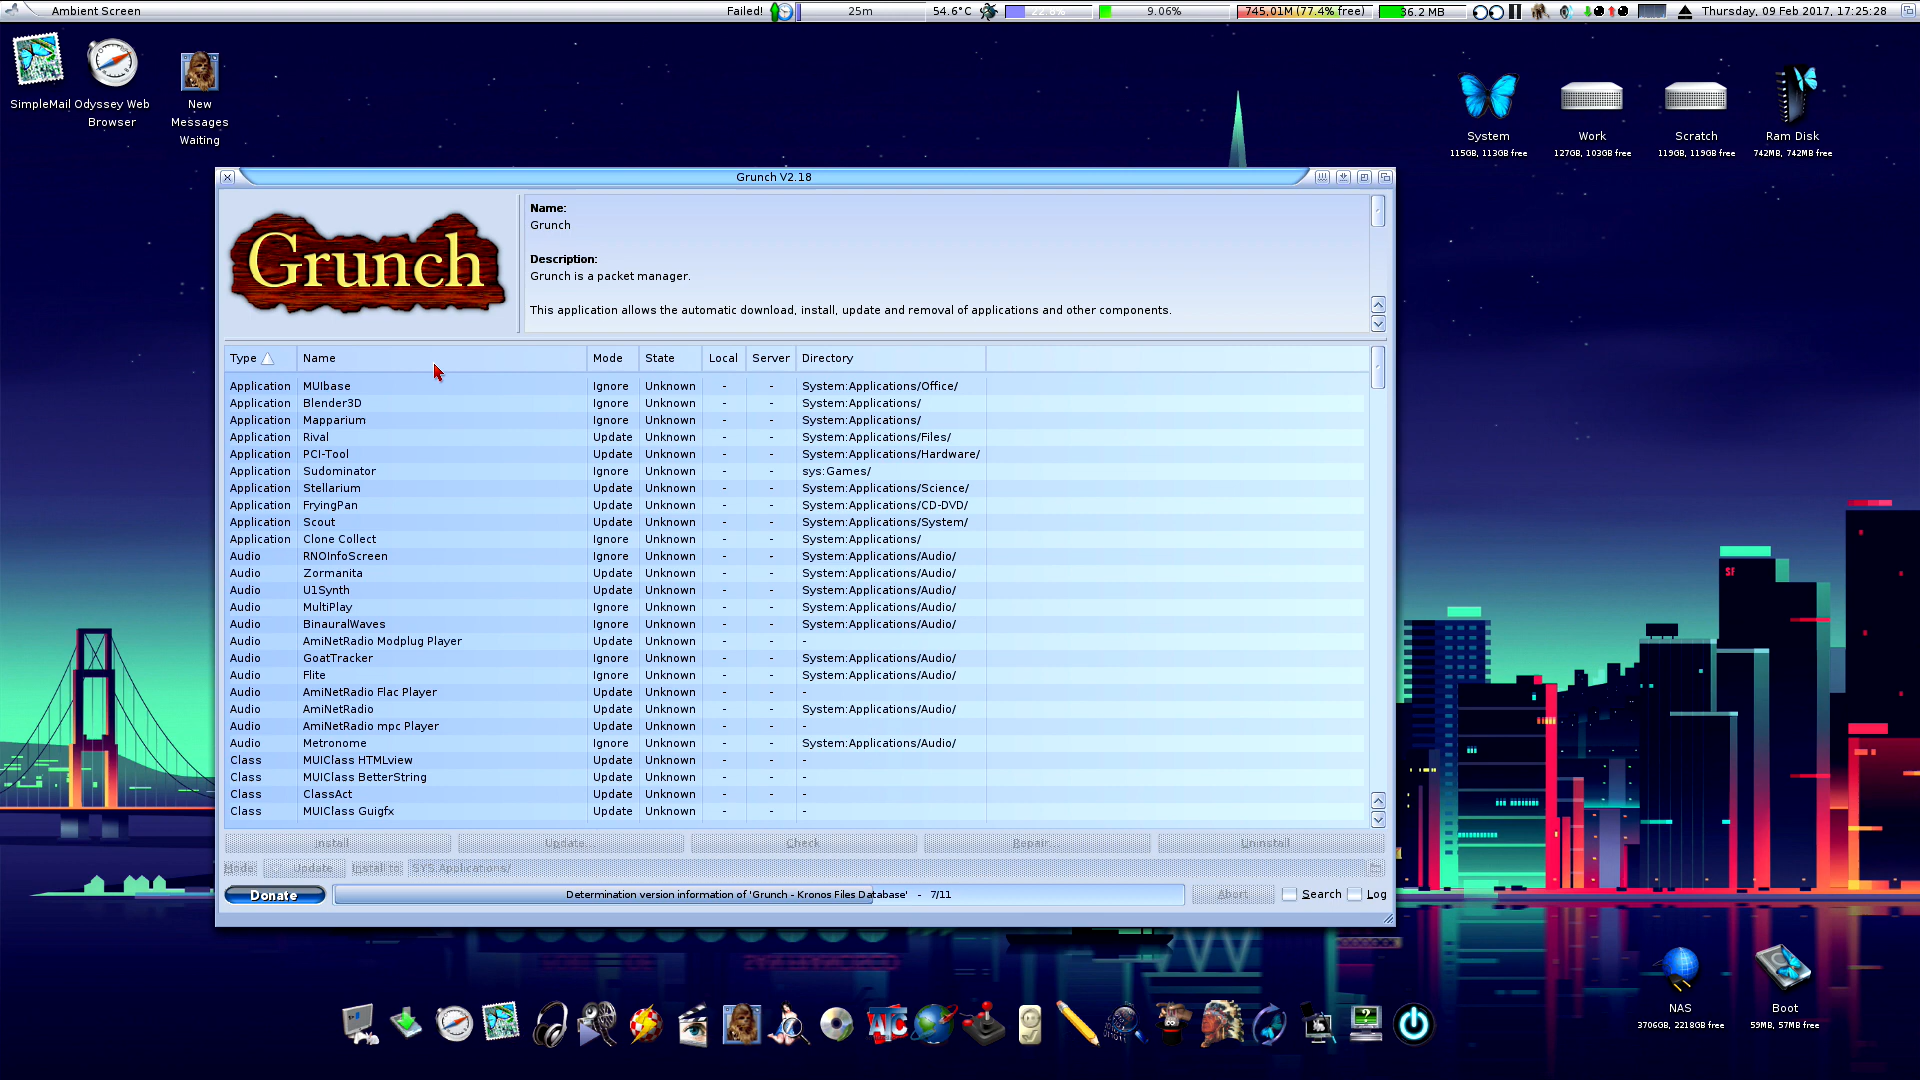 Ambient Screen
Failed!
25m
54.6°C
22.8%
9.06%
745,01M (77.4% free)
36.2 MB
Thursday, 09 Feb 2017, 17:25:28
SimpleMail
Odyssey Web
Browser
New
Messages
Waiting
System
115GB, 113GB free
Work
127GB, 103GB free
Scratch
119GB, 119GB free
Ram Disk
742MB, 742MB free
Grunch V2.18
Grunch
Name:
Grunch
Description:
Grunch is a packet manager.
This application allows the automatic download, install, update and removal of applications and other components.
Type Name Mode State Local Server Directory
Application MUIbase Ignore Unknown - - System:Applications/Office/
Application Blender3D Ignore Unknown - - System:Applications/
Application Mapparium Ignore Unknown - - System:Applications/
Application Rival Update Unknown - - System:Applications/Files/
Application PCI-Tool Update Unknown - - System:Applications/Hardware/
Application Sudominator Ignore Unknown - - sys:Games/
Application Stellarium Update Unknown - - System:Applications/Science/
Application FryingPan Update Unknown - - System:Applications/CD-DVD/
Application Scout Update Unknown - - System:Applications/System/
Application Clone Collect Ignore Unknown - - System:Applications/
Audio RNOInfoScreen Ignore Unknown - - System:Applications/Audio/
Audio Zormanita Update Unknown - - System:Applications/Audio/
Audio U1Synth Update Unknown - - System:Applications/Audio/
Audio MultiPlay Ignore Unknown - - System:Applications/Audio/
Audio BinauralWaves Ignore Unknown - - System:Applications/Audio/
Audio AmiNetRadio Modplug Player Update Unknown - - -
Audio GoatTracker Ignore Unknown - - System:Applications/Audio/
Audio Flite Ignore Unknown - - System:Applications/Audio/
Audio AmiNetRadio Flac Player Update Unknown - - -
Audio AmiNetRadio Update Unknown - - System:Applications/Audio/
Audio AmiNetRadio mpc Player Update Unknown - - -
Audio Metronome Ignore Unknown - - System:Applications/Audio/
Class MUIClass HTMLview Update Unknown - - -
Class MUIClass BetterString Update Unknown - - -
Class ClassAct Update Unknown - - -
Class MUIClass Guigfx Update Unknown - - -
Install Update... Check Repair... Uninstall
Mode: Update Install to: SYS:Applications/
Donate Determination version information of 'Grunch - Kronos Files Database' - 7/11 Abort Search Log
SF
NAS
3706GB, 2218GB free
Boot
59MB, 57MB free